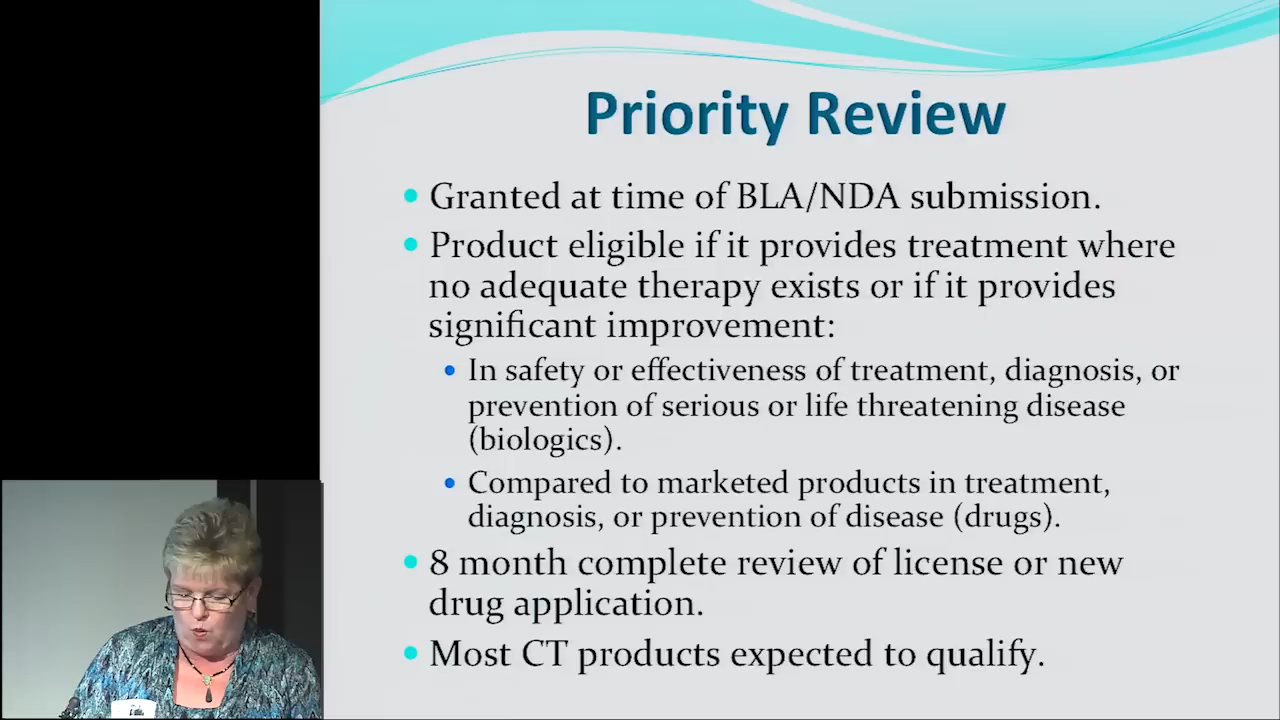 Priority Review
• Granted at time of BLA/NDA submission.
• Product eligible if it provides treatment where
no adequate therapy exists or if it provides
significant improvement:
• In safety or effectiveness of treatment, diagnosis, or
prevention of serious or life threatening disease
(biologics).
• Compared to marketed products in treatment,
diagnosis, or prevention of disease (drugs).
• 8 month complete review of license or new
drug application.
• Most CT products expected to qualify.